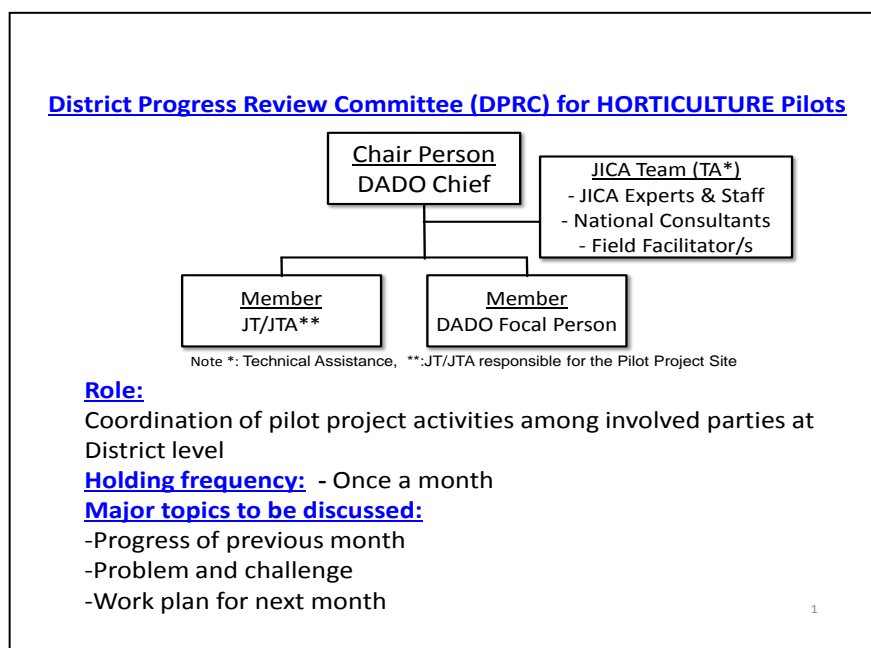 District Progress Review Committee (DPRC) for HORTICULTURE Pilots
Chair Person
DADO Chief
JICA Team (TA*)
- JICA Experts & Staff
- National Consultants
- Field Facilitator/s
Member
JT/JTA**
Member
DADO Focal Person
Note *: Technical Assistance, **:JT/JTA responsible for the Pilot Project Site
Role:
Coordination of pilot project activities among involved parties at
District level
Holding frequency: - Once a month
Major topics to be discussed:
-Progress of previous month
-Problem and challenge
-Work plan for next month
1